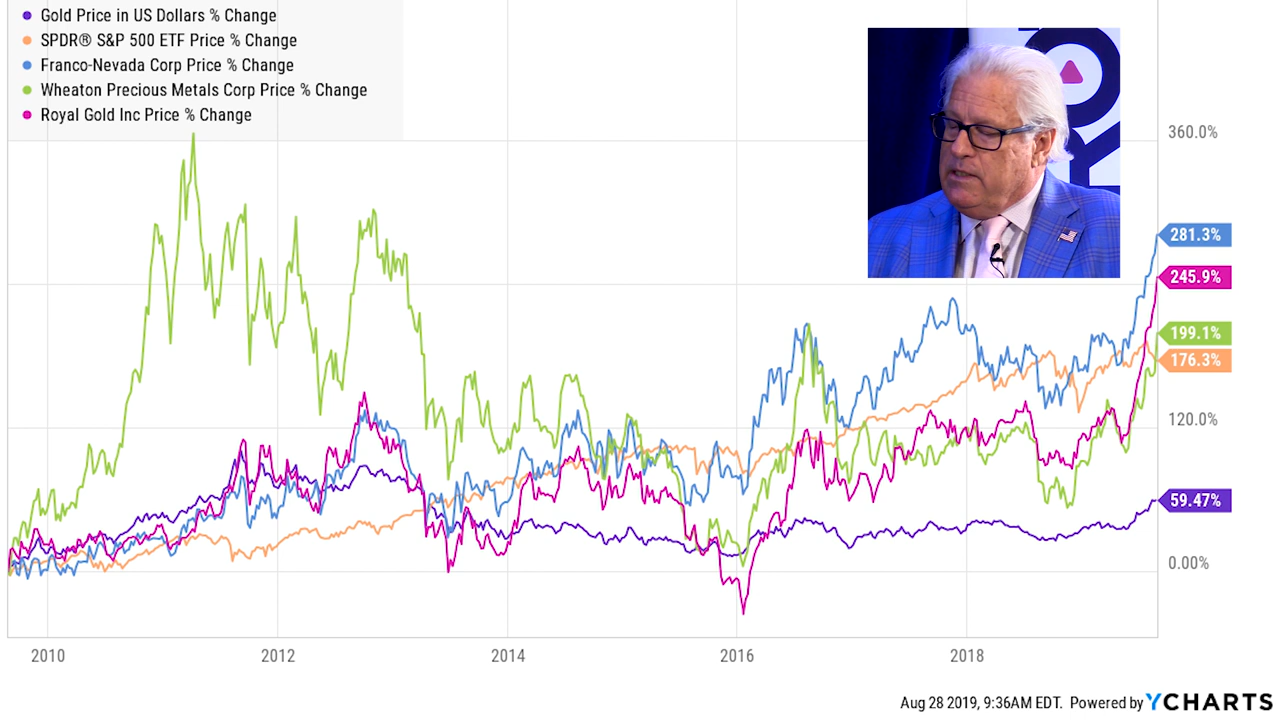 Gold Price in US Dollars % Change
SPDR® S&P 500 ETF Price % Change
Franco-Nevada Corp Price % Change
Wheaton Precious Metals Corp Price % Change
Royal Gold Inc Price % Change
360.0%
281.3%
245.9%
199.1%
176.3%
120.0%
59.47%
0.00%
2010 2012 2014 2016 2018
Aug 28 2019, 9:36AM EDT. Powered by YCHARTS